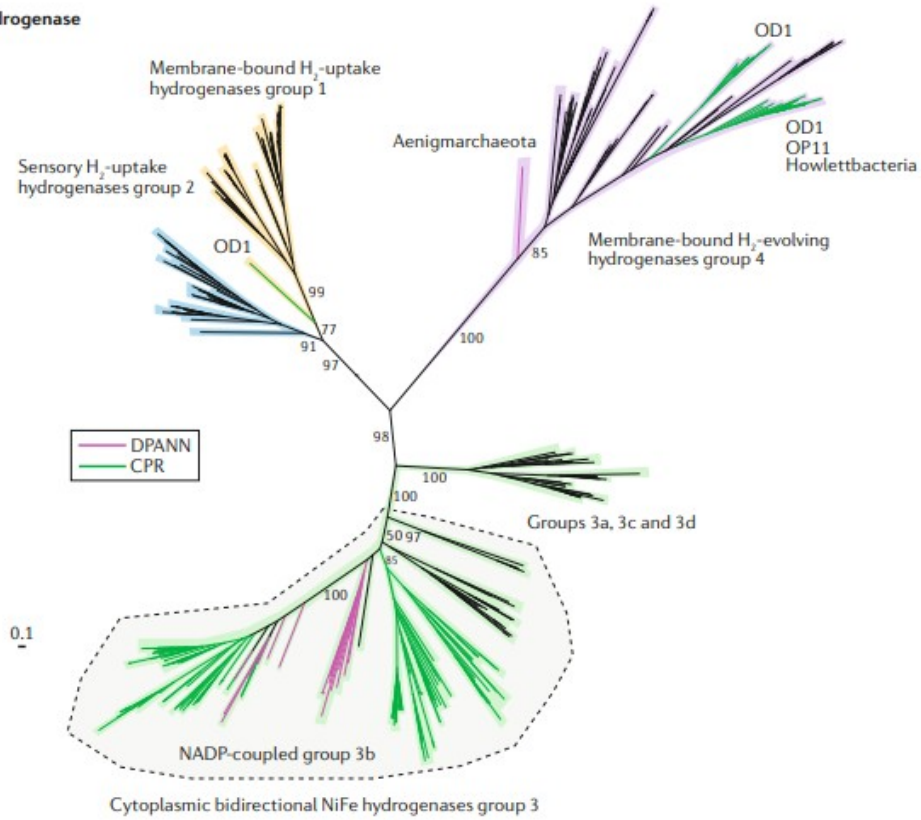 drogenase
Membrane-bound H₂-uptake
hydrogenases group 1
Sensory H₂-uptake
hydrogenases group 2
OD1
Aenigmarchaeota
OD1
OD1
OP11
Howlettbacteria
Membrane-bound H₂-evolving
hydrogenases group 4
85
99
77
91
97
100
98
DPANN
CPR
100
100
Groups 3a, 3c and 3d
50 97
85
100
0.1
NADP-coupled group 3b
Cytoplasmic bidirectional NiFe hydrogenases group 3